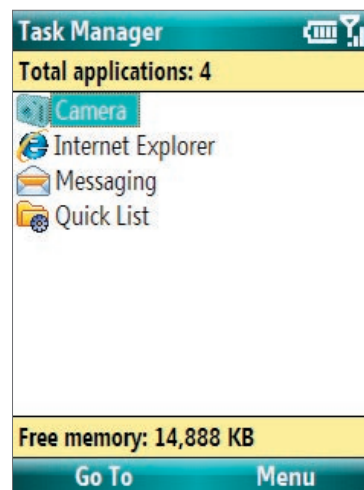 Task Manager
Total applications: 4
Camera
Internet Explorer
Messaging
Quick List
Free memory: 14,888 KB
Go To Menu